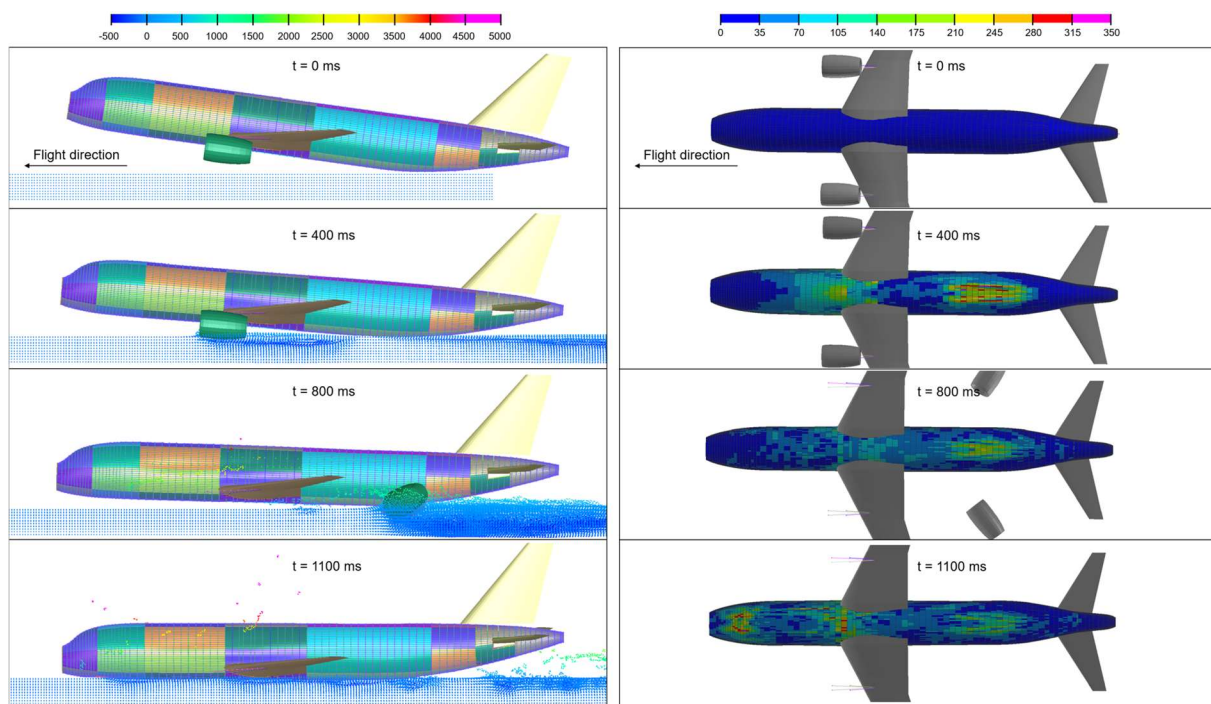 -500 0 500 1000 1500 2000 2500 3000 3500 4000 4500 5000
t = 0 ms
Flight direction
t = 400 ms
t = 800 ms
t = 1100 ms
0 35 70 105 140 175 210 245 280 315 350
t = 0 ms
Flight direction
t = 400 ms
t = 800 ms
t = 1100 ms